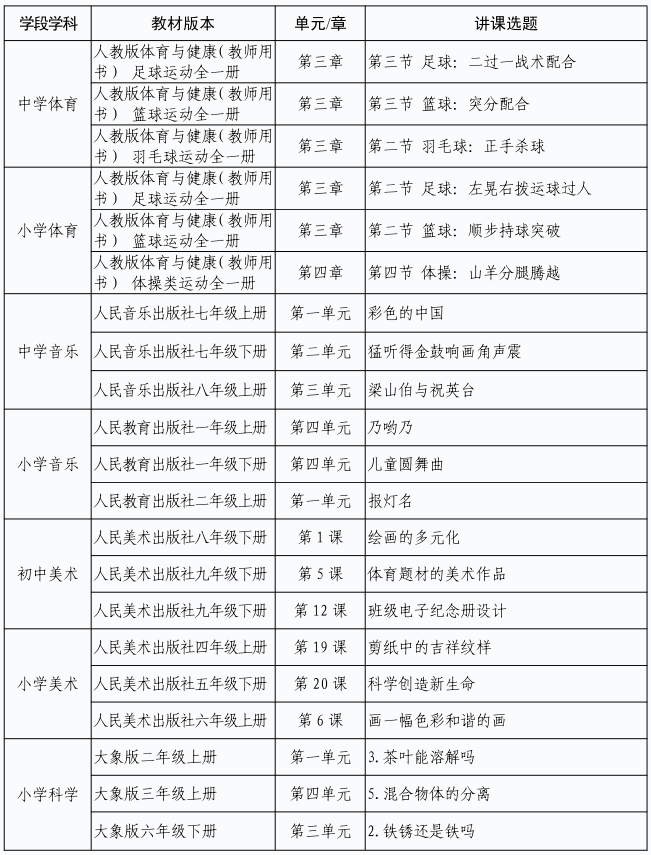 学段学科 教材版本 单元/章 讲课选题
中学体育
人教版体育与健康(教师用
书) 足球运动全一册
第三章 第三节 足球: 二过一战术配合
人教版体育与健康(教师用
书) 篮球运动全一册
第三章 第三节 篮球: 突分配合
人教版体育与健康(教师用
书) 羽毛球运动全一册
第三章 第二节 羽毛球: 正手杀球
小学体育
人教版体育与健康(教师用
书) 足球运动全一册
第三章 第二节 足球: 左晃右拨运球过人
人教版体育与健康(教师用
书) 篮球运动全一册
第三章 第二节 篮球: 顺步持球突破
人教版体育与健康(教师用
书) 体操类运动全一册
第四章 第四节 体操: 山羊分腿腾越
中学音乐
人民音乐出版社七年级上册 第一单元 彩色的中国
人民音乐出版社七年级下册 第二单元 猛听得金鼓响画角声震
人民音乐出版社八年级上册 第三单元 梁山伯与祝英台
小学音乐
人民教育出版社一年级上册 第四单元 乃哟乃
人民教育出版社一年级下册 第四单元 儿童圆舞曲
人民教育出版社二年级上册 第一单元 报灯名
初中美术
人民美术出版社八年级下册 第1课 绘画的多元化
人民美术出版社九年级下册 第5课 体育题材的美术作品
人民美术出版社九年级下册 第12课 班级电子纪念册设计
小学美术
人民美术出版社四年级上册 第19课 剪纸中的吉祥纹样
人民美术出版社五年级下册 第20课 科学创造新生命
人民美术出版社六年级上册 第6课 画一幅色彩和谐的画
小学科学
大象版二年级上册 第一单元 3.茶叶能溶解吗
大象版三年级上册 第四单元 5.混合物体的分离
大象版六年级下册 第三单元 2.铁锈还是铁吗